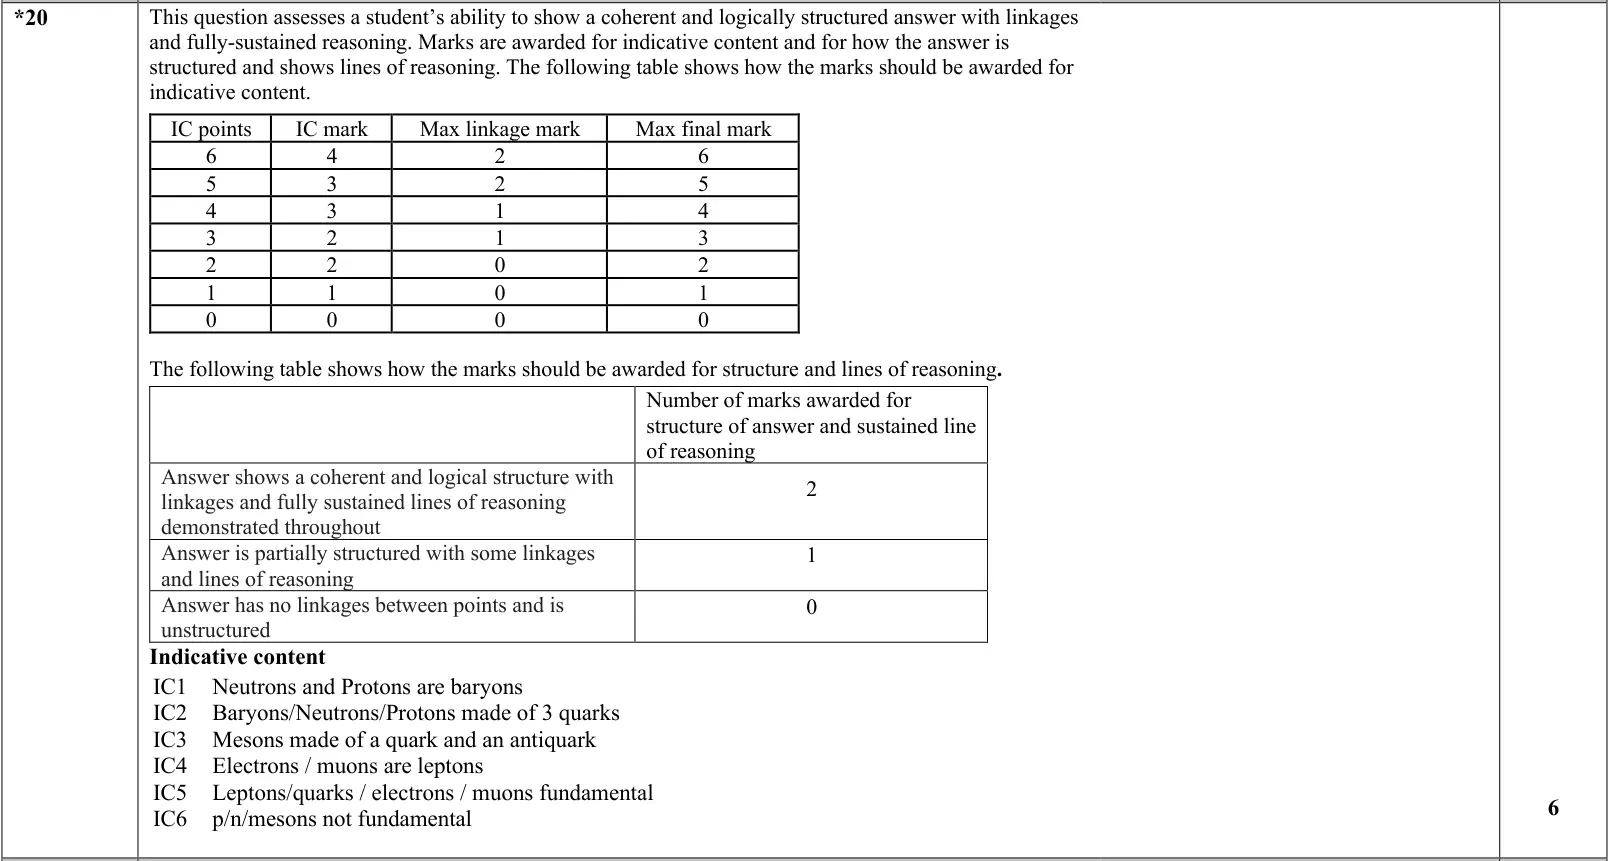 *20
This question assesses a student’s ability to show a coherent and logically structured answer with linkages
and fully-sustained reasoning. Marks are awarded for indicative content and for how the answer is
structured and shows lines of reasoning. The following table shows how the marks should be awarded for
indicative content.
IC points IC mark Max linkage mark Max final mark
6 4 2 6
5 3 2 5
4 3 1 4
3 2 1 3
2 2 0 2
1 1 0 1
0 0 0 0
The following table shows how the marks should be awarded for structure and lines of reasoning.
Number of marks awarded for
structure of answer and sustained line
of reasoning
Answer shows a coherent and logical structure with
linkages and fully sustained lines of reasoning
demonstrated throughout
2
Answer is partially structured with some linkages
and lines of reasoning
1
Answer has no linkages between points and is
unstructured
0
Indicative content
IC1 Neutrons and Protons are baryons
IC2 Baryons/Neutrons/Protons made of 3 quarks
IC3 Mesons made of a quark and an antiquark
IC4 Electrons / muons are leptons
IC5 Leptons/quarks / electrons / muons fundamental
IC6 p/n/mesons not fundamental
6